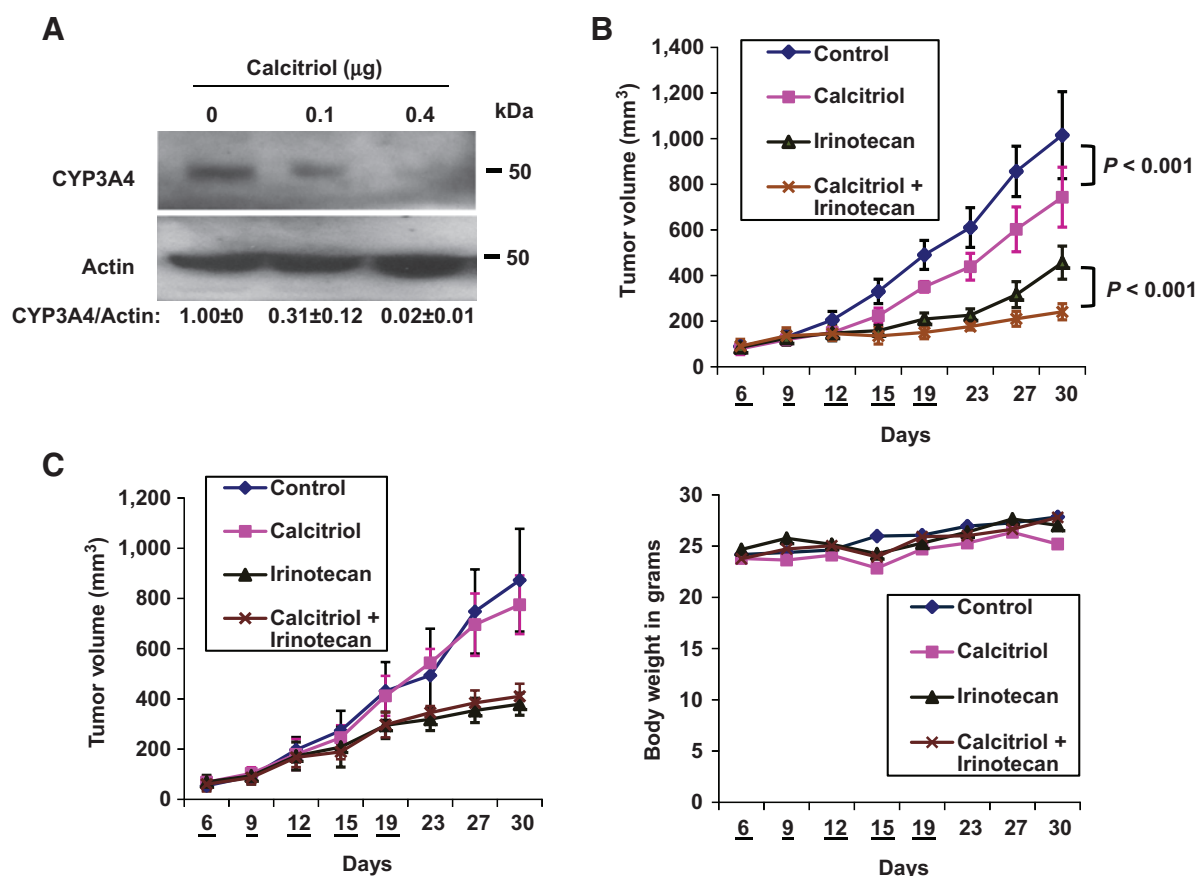 A
Calcitriol (µg)
0 0.1 0.4 kDa
CYP3A4 50
Actin 50
CYP3A4/Actin: 1.00±0 0.31±0.12 0.02±0.01
B
1,400
1,200
1,000
800
600
400
200
0
Tumor volume (mm³)
Control
Calcitriol
Irinotecan
Calcitriol +
Irinotecan
P < 0.001
P < 0.001
6 9 12 15 19 23 27 30
Days
C
1,200
1,000
800
600
400
200
0
Tumor volume (mm³)
Control
Calcitriol
Irinotecan
Calcitriol +
Irinotecan
6 9 12 15 19 23 27 30
Days
30
25
20
15
10
5
0
Body weight in grams
Control
Calcitriol
Irinotecan
Calcitriol +
Irinotecan
6 9 12 15 19 23 27 30
Days